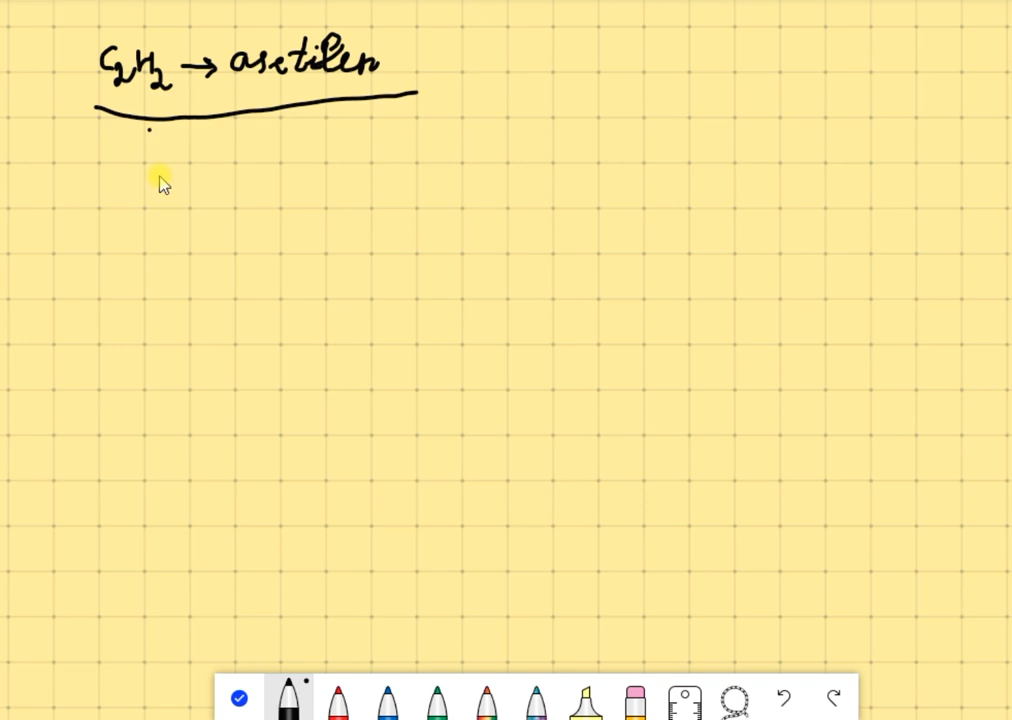 C₂H₂ → asetilen